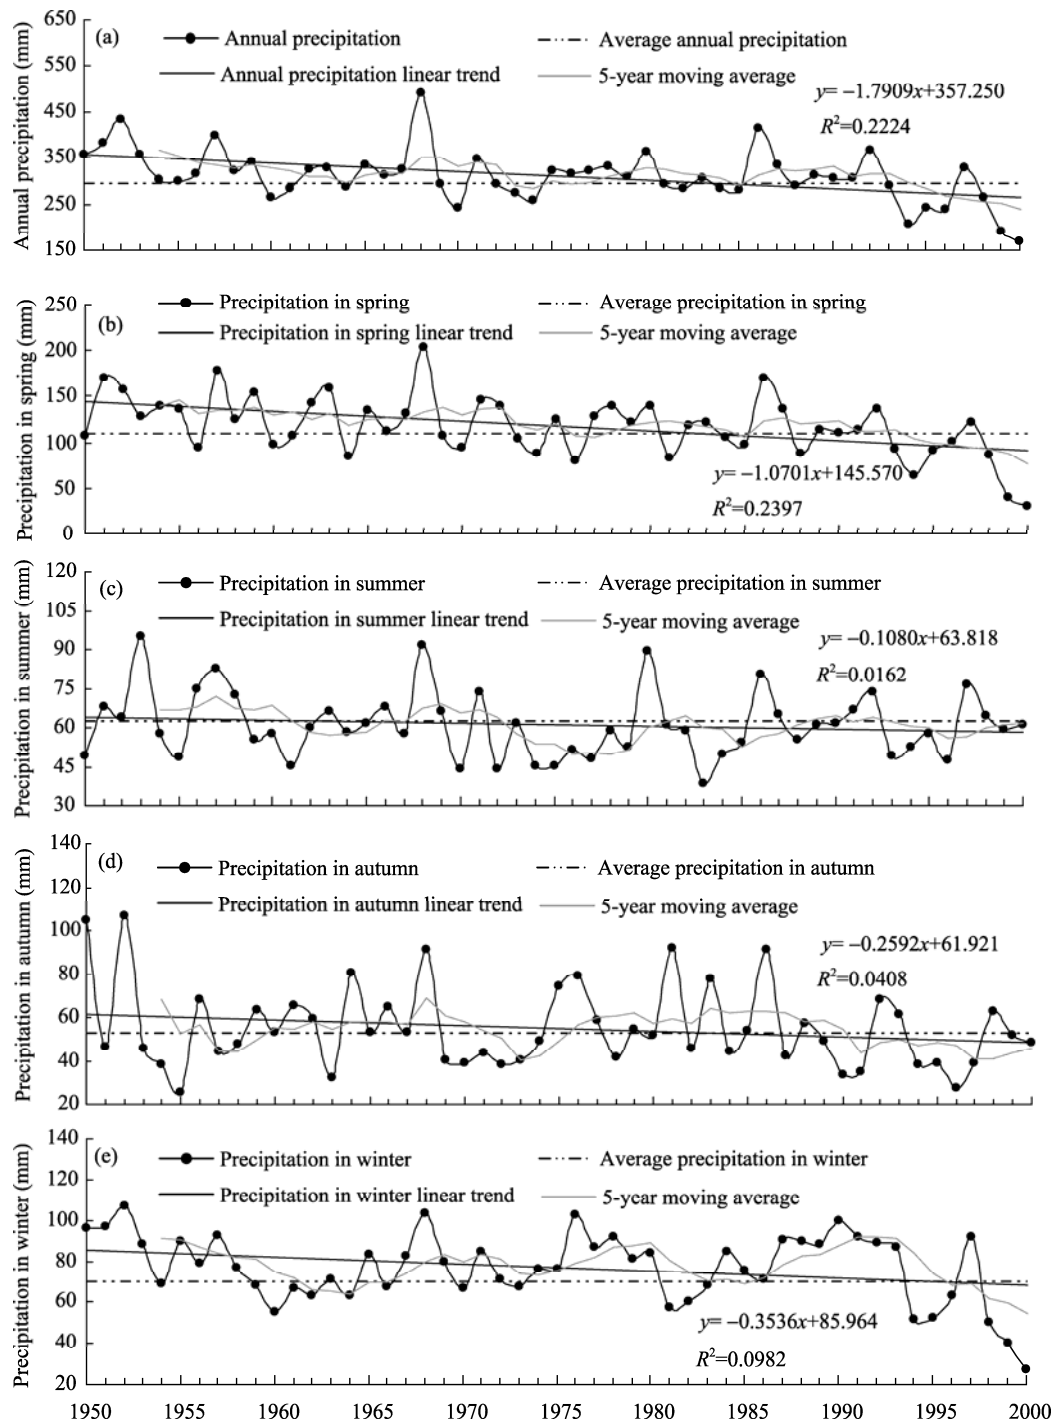 (a)
Annual precipitation
Average annual precipitation
Annual precipitation linear trend
5-year moving average
y= −1.7909x+357.250
R²=0.2224
Annual precipitation (mm)
650
550
450
350
250
150
(b)
Precipitation in spring
Average precipitation in spring
Precipitation in spring linear trend
5-year moving average
y= −1.0701x+145.570
R²=0.2397
Precipitation in spring (mm)
250
200
150
100
50
0
(c)
Precipitation in summer
Average precipitation in summer
Precipitation in summer linear trend
5-year moving average
y= −0.1080x+63.818
R²=0.0162
Precipitation in summer (mm)
120
105
90
75
60
45
30
(d)
Precipitation in autumn
Average precipitation in autumn
Precipitation in autumn linear trend
5-year moving average
y= −0.2592x+61.921
R²=0.0408
Precipitation in autumn (mm)
140
120
100
80
60
40
20
(e)
Precipitation in winter
Average precipitation in winter
Precipitation in winter linear trend
5-year moving average
y= −0.3536x+85.964
R²=0.0982
Precipitation in winter (mm)
140
120
100
80
60
40
20
1950 1955 1960 1965 1970 1975 1980 1985 1990 1995 2000